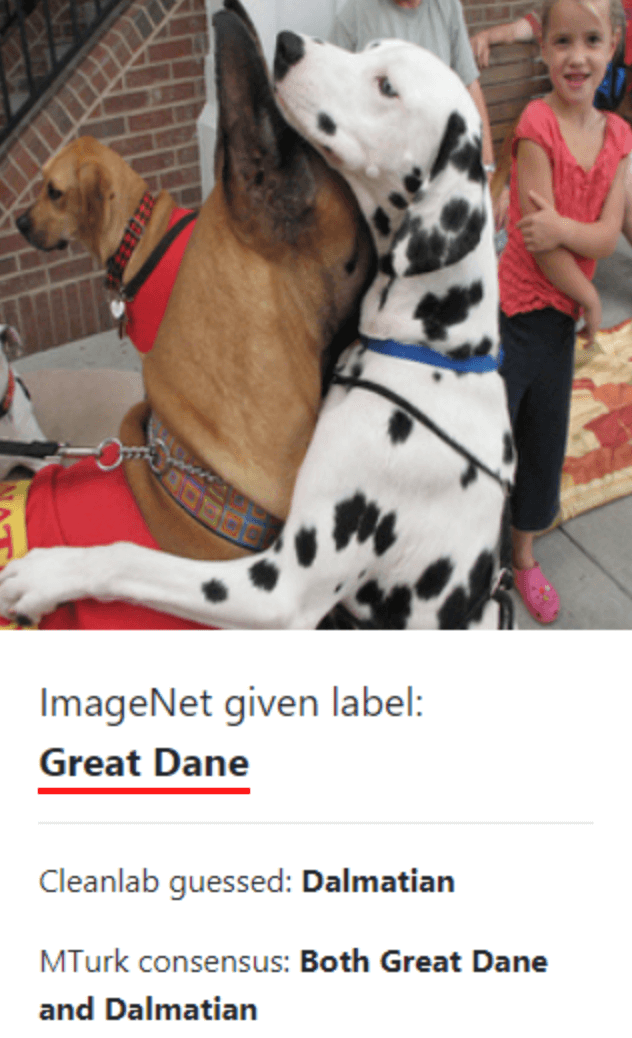 ImageNet given label:
Great Dane
Cleanlab guessed: Dalmatian
MTurk consensus: Both Great Dane
and Dalmatian